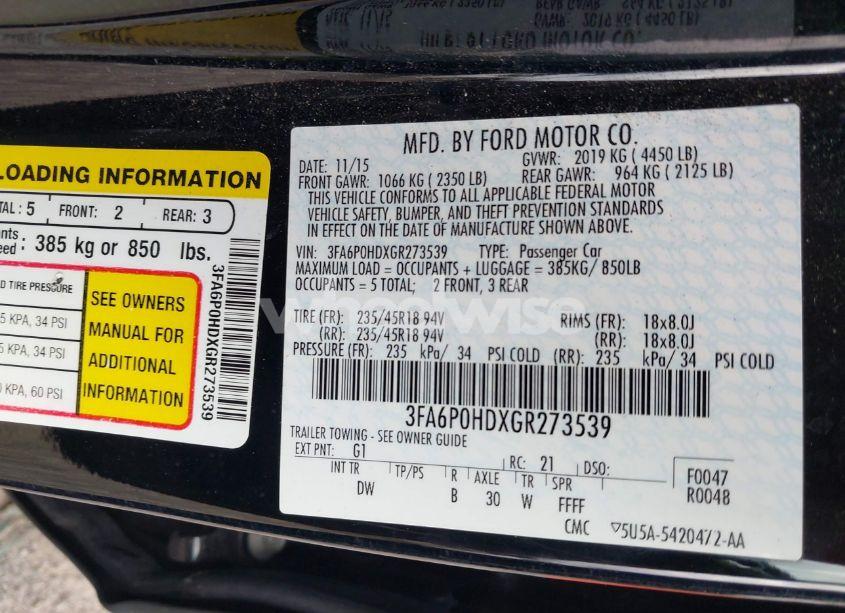 MFD. BY FORD MOTOR CO.
DATE: 11/15
GVWR: 2019 KG ( 4450 LB)
FRONT GAWR: 1066 KG ( 2350 LB)
REAR GAWR: 964 KG ( 2125 LB)
THIS VEHICLE CONFORMS TO ALL APPLICABLE FEDERAL MOTOR
VEHICLE SAFETY, BUMPER, AND THEFT PREVENTION STANDARDS
IN EFFECT ON THE DATE OF MANUFACTURE SHOWN ABOVE.
VIN: 3FA6P0HDXGR273539 TYPE: Passenger Car
MAXIMUM LOAD = OCCUPANTS + LUGGAGE = 385KG/ 850LB
OCCUPANTS = 5 TOTAL; 2 FRONT, 3 REAR
TIRE (FR): 235/45R18 94V RIMS (FR): 18x8.0J
(RR): 235/45R18 94V (RR): 18x8.0J
PRESSURE (FR): 235 kPa/ 34 PSI COLD (RR): 235 kPa/ 34 PSI COLD
3FA6P0HDXGR273539
TRAILER TOWING - SEE OWNER GUIDE
EXT PNT: G1 RC: 21 DSO:
INT TR TP/PS R AXLE TR SPR
DW B 30 W FFFF
F0047
R0048
CMC ▽5U5A-5420472-AA
LOADING INFORMATION
TAL : 5 FRONT: 2 REAR: 3
ants
eed : 385 kg or 850 lbs.
D TIRE PRESSURE
5 KPA, 34 PSI
5 KPA, 34 PSI
0 KPA, 60 PSI
SEE OWNERS
MANUAL FOR
ADDITIONAL
INFORMATION
3FA6P0HDXGR273539
wheelwise